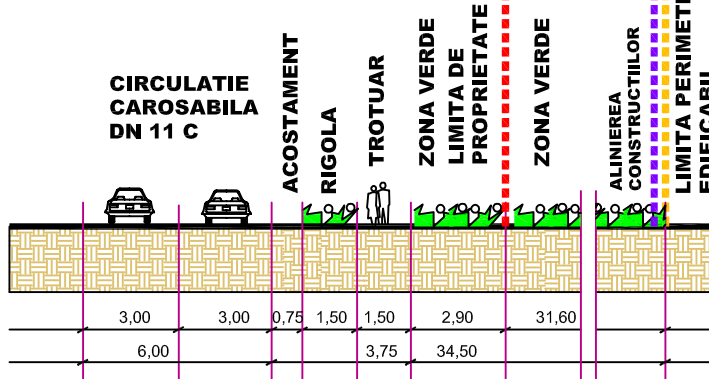 CIRCULATIE
CAROSABILA
DN 11 C
ACOSTAMENT
RIGOLA
TROTUAR
ZONA VERDE
LIMITA DE
PROPRIETATE
ZONA VERDE
ALINIEREA
CONSTRUCTIILOR
LIMITA
3,00 3,00 0,75 1,50 1,50 2,90 31,60
6,00 3,75 34,50